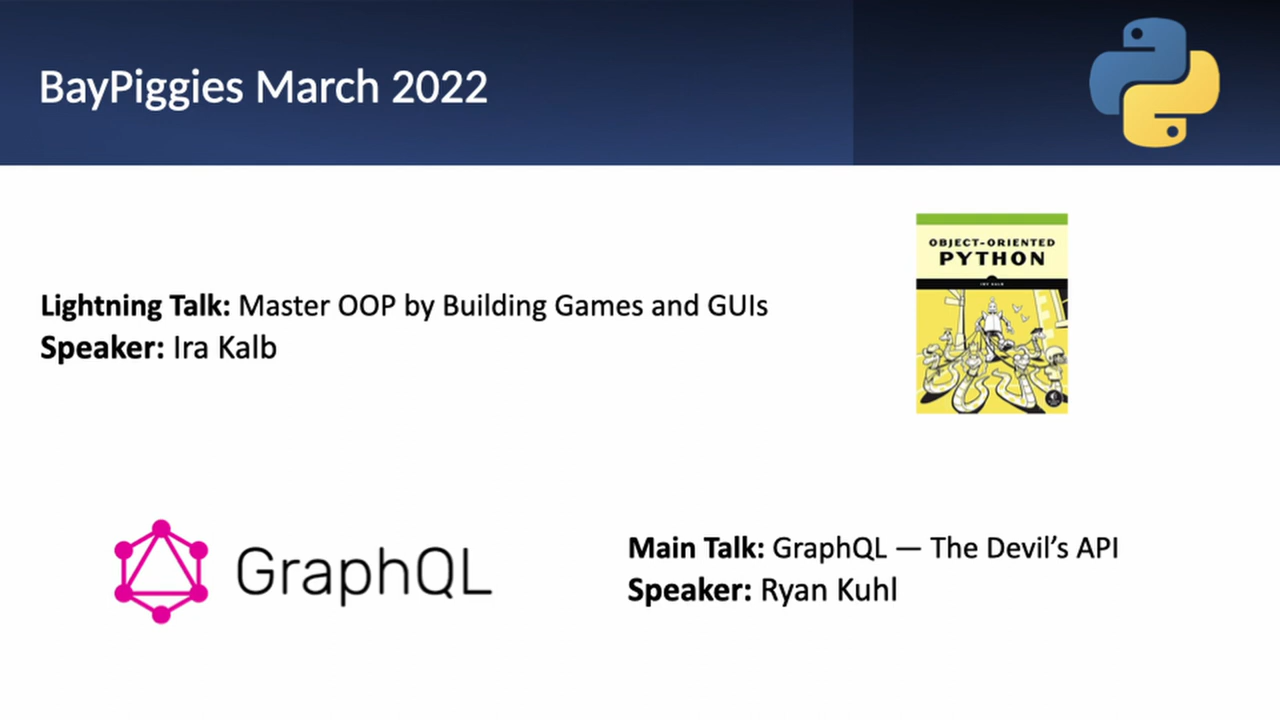 BayPiggies March 2022
OBJECT-ORIENTED
PYTHON
Lightning Talk: Master OOP by Building Games and GUIs
Speaker: Ira Kalb
GraphQL
Main Talk: GraphQL — The Devil’s API
Speaker: Ryan Kuhl